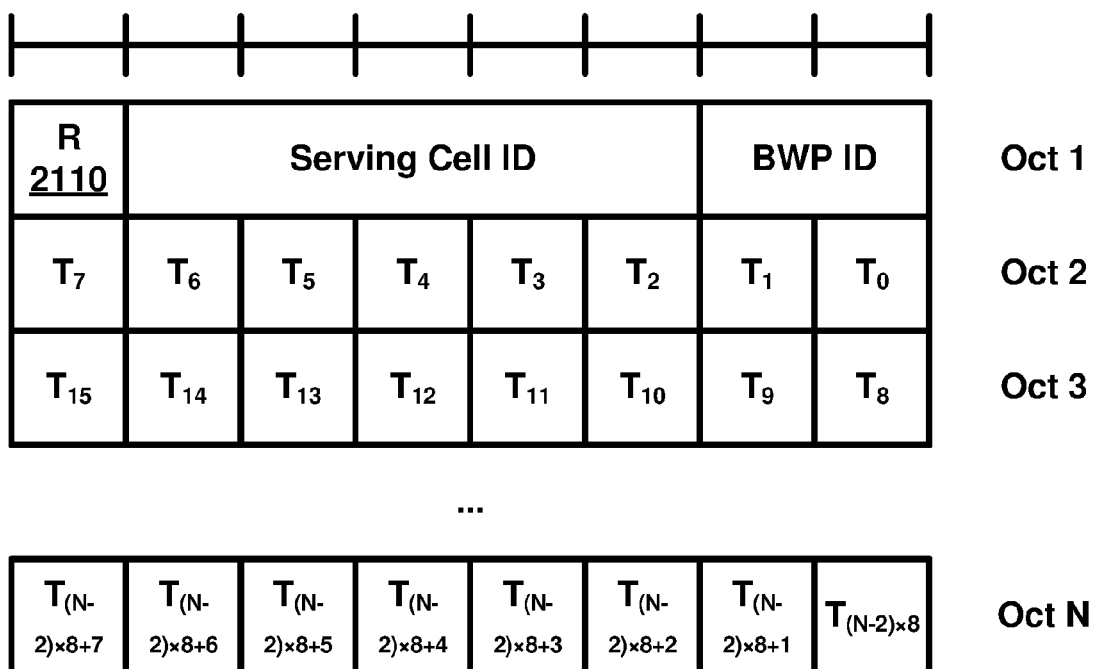 R Serving Cell ID BWP ID Oct 1
2110
T₇ T₆ T₅ T₄ T₃ T₂ T₁ T₀ Oct 2
T₁₅ T₁₄ T₁₃ T₁₂ T₁₁ T₁₀ T₉ T₈ Oct 3
...
T(N- T(N- T(N- T(N- T(N- T(N- T(N- T(N-2)×8 Oct N
2)×8+7 2)×8+6 2)×8+5 2)×8+4 2)×8+3 2)×8+2 2)×8+1